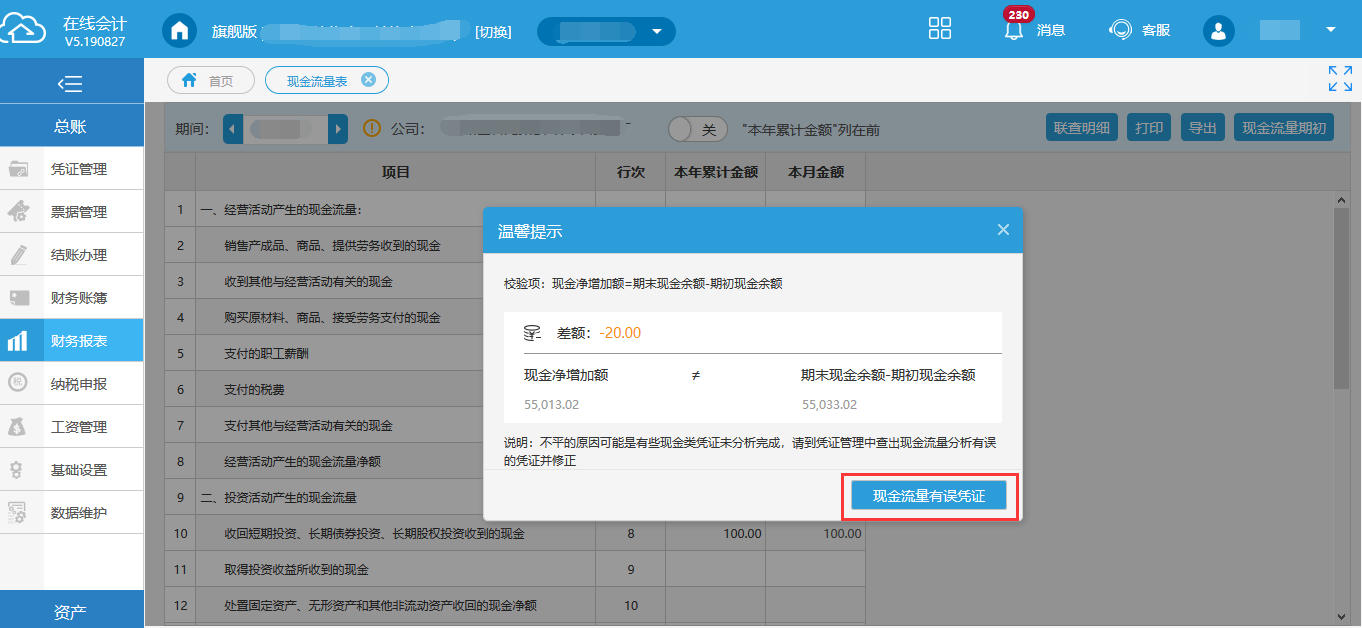 在线会计
V5.190827
旗舰版
[切换]
230
消息
客服
首页
现金流量表
总账
凭证管理
票据管理
结账办理
财务账簿
财务报表
纳税申报
工资管理
基础设置
数据维护
资产
期间：
公司：
关
"本年累计金额"列在前
联查明细
打印
导出
现金流量期初
项目 行次 本年累计金额 本月金额
1 一、经营活动产生的现金流量：
2 销售产成品、商品、提供劳务收到的现金
3 收到其他与经营活动有关的现金
4 购买原材料、商品、接受劳务支付的现金
5 支付的职工薪酬
6 支付的税费
7 支付其他与经营活动有关的现金
8 经营活动产生的现金流量净额
9 二、投资活动产生的现金流量
10 收回短期投资、长期债券投资、长期股权投资收到的现金 8 100.00 100.00
11 取得投资收益所收到的现金 9
12 处置固定资产、无形资产和其他非流动资产收回的现金净额 10
温馨提示
校验项：现金净增加额=期末现金余额-期初现金余额
差额：-20.00
现金净增加额 ≠ 期末现金余额-期初现金余额
55,013.02 55,033.02
说明：不平的原因可能是有些现金类凭证未分析完成，请到凭证管理中查出现金流量分析有误
的凭证并修正
现金流量有误凭证